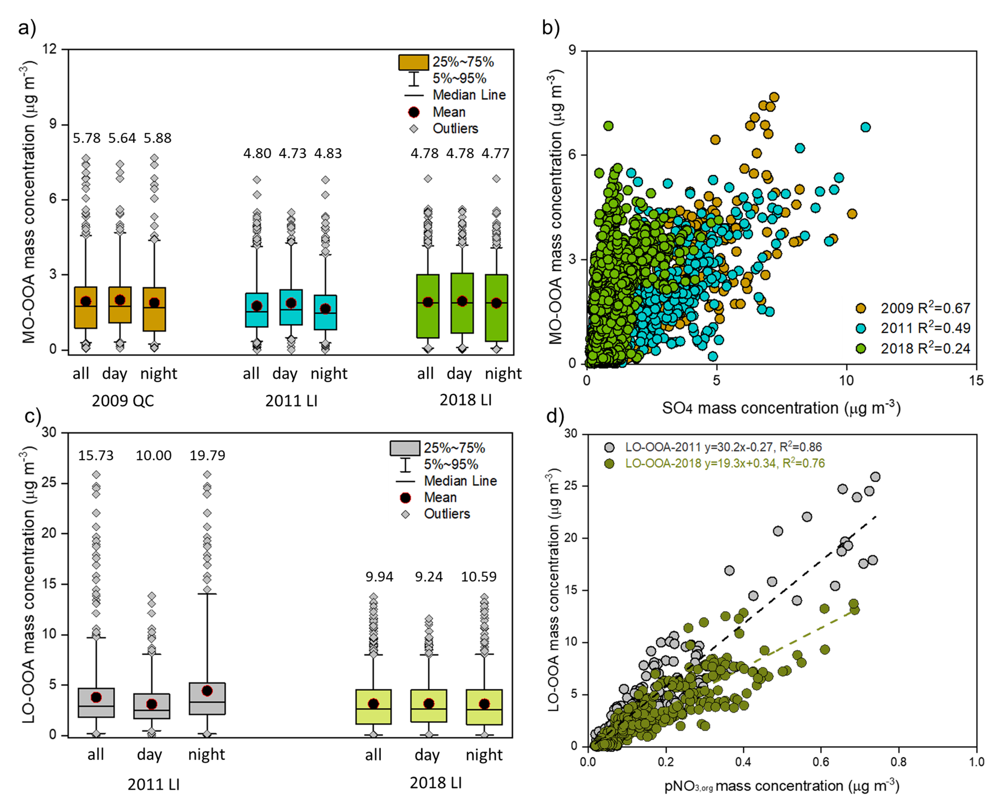 a)
MO-OOA mass concentration (μg m-3)
12
9
6
3
0
25%~75%
5%~95%
Median Line
Mean
Outliers
5.78 5.64 5.88
4.80 4.73 4.83
4.78 4.78 4.77
all day night
all day night
all day night
2009 QC
2011 LI
2018 LI
b)
MO-OOA mass concentration (μg m-3)
9
6
3
0
2009 R2=0.67
2011 R2=0.49
2018 R2=0.24
0 5 10 15
SO4 mass concentration (μg m-3)
c)
LO-OOA mass concentration (μg m-3)
30
25
20
15
10
5
0
25%~75%
5%~95%
Median Line
Mean
Outliers
15.73 10.00 19.79
9.94 9.24 10.59
all day night
all day night
2011 LI
2018 LI
d)
LO-OOA mass concentration (μg m-3)
30
25
20
15
10
5
0
LO-OOA-2011 y=30.2x-0.27, R2=0.86
LO-OOA-2018 y=19.3x+0.34, R2=0.76
0.0 0.2 0.4 0.6 0.8 1.0
pNO3,org mass concentration (μg m-3)